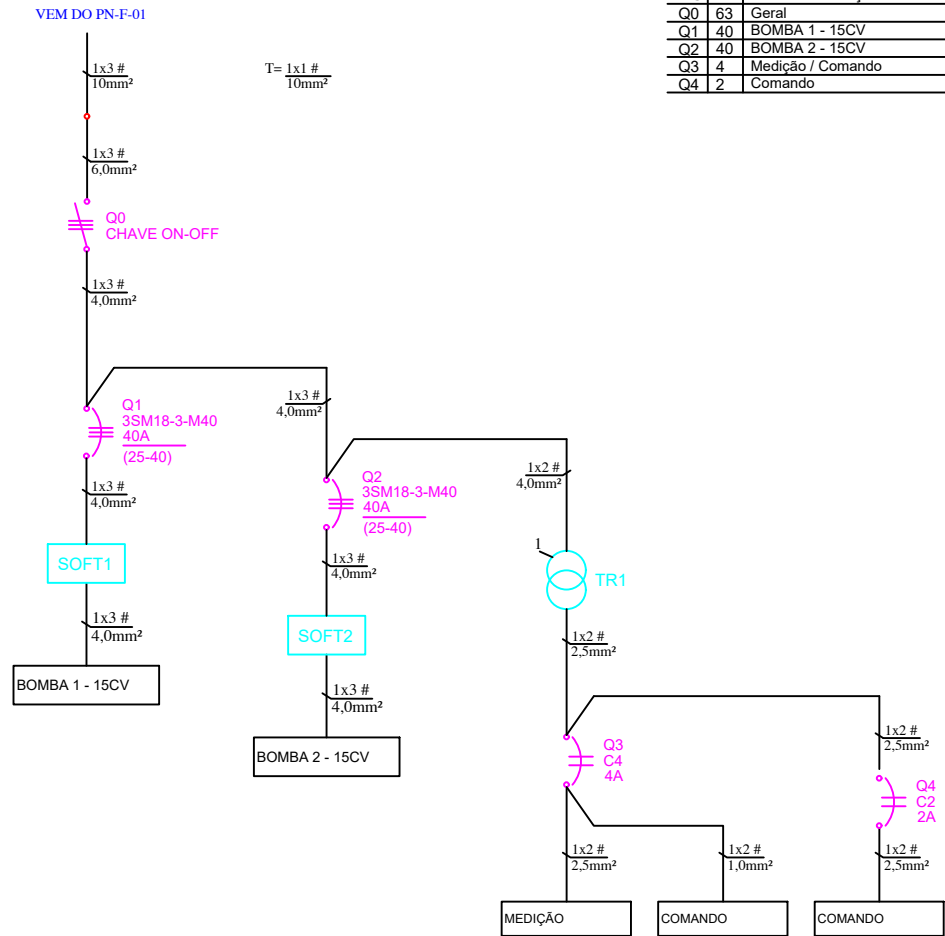 VEM DO PN-F-01
Q0 63 Geral
Q1 40 BOMBA 1 - 15CV
Q2 40 BOMBA 2 - 15CV
Q3 4 Medição / Comando
Q4 2 Comando
1x3 #
10mm²
T= 1x1 #
10mm²
1x3 #
6,0mm²
Q0
CHAVE ON-OFF
1x3 #
4,0mm²
Q1
3SM18-3-M40
40A
(25-40)
1x3 #
4,0mm²
1x3 #
4,0mm²
SOFT1
1x3 #
4,0mm²
BOMBA 1 - 15CV
Q2
3SM18-3-M40
40A
(25-40)
1x3 #
4,0mm²
SOFT2
1x3 #
4,0mm²
BOMBA 2 - 15CV
1x2 #
4,0mm²
1
TR1
1x2 #
2,5mm²
Q3
C4
4A
1x2 #
2,5mm²
Q4
C2
2A
1x2 #
2,5mm²
1x2 #
1,0mm²
1x2 #
2,5mm²
MEDIÇÃO
COMANDO
COMANDO